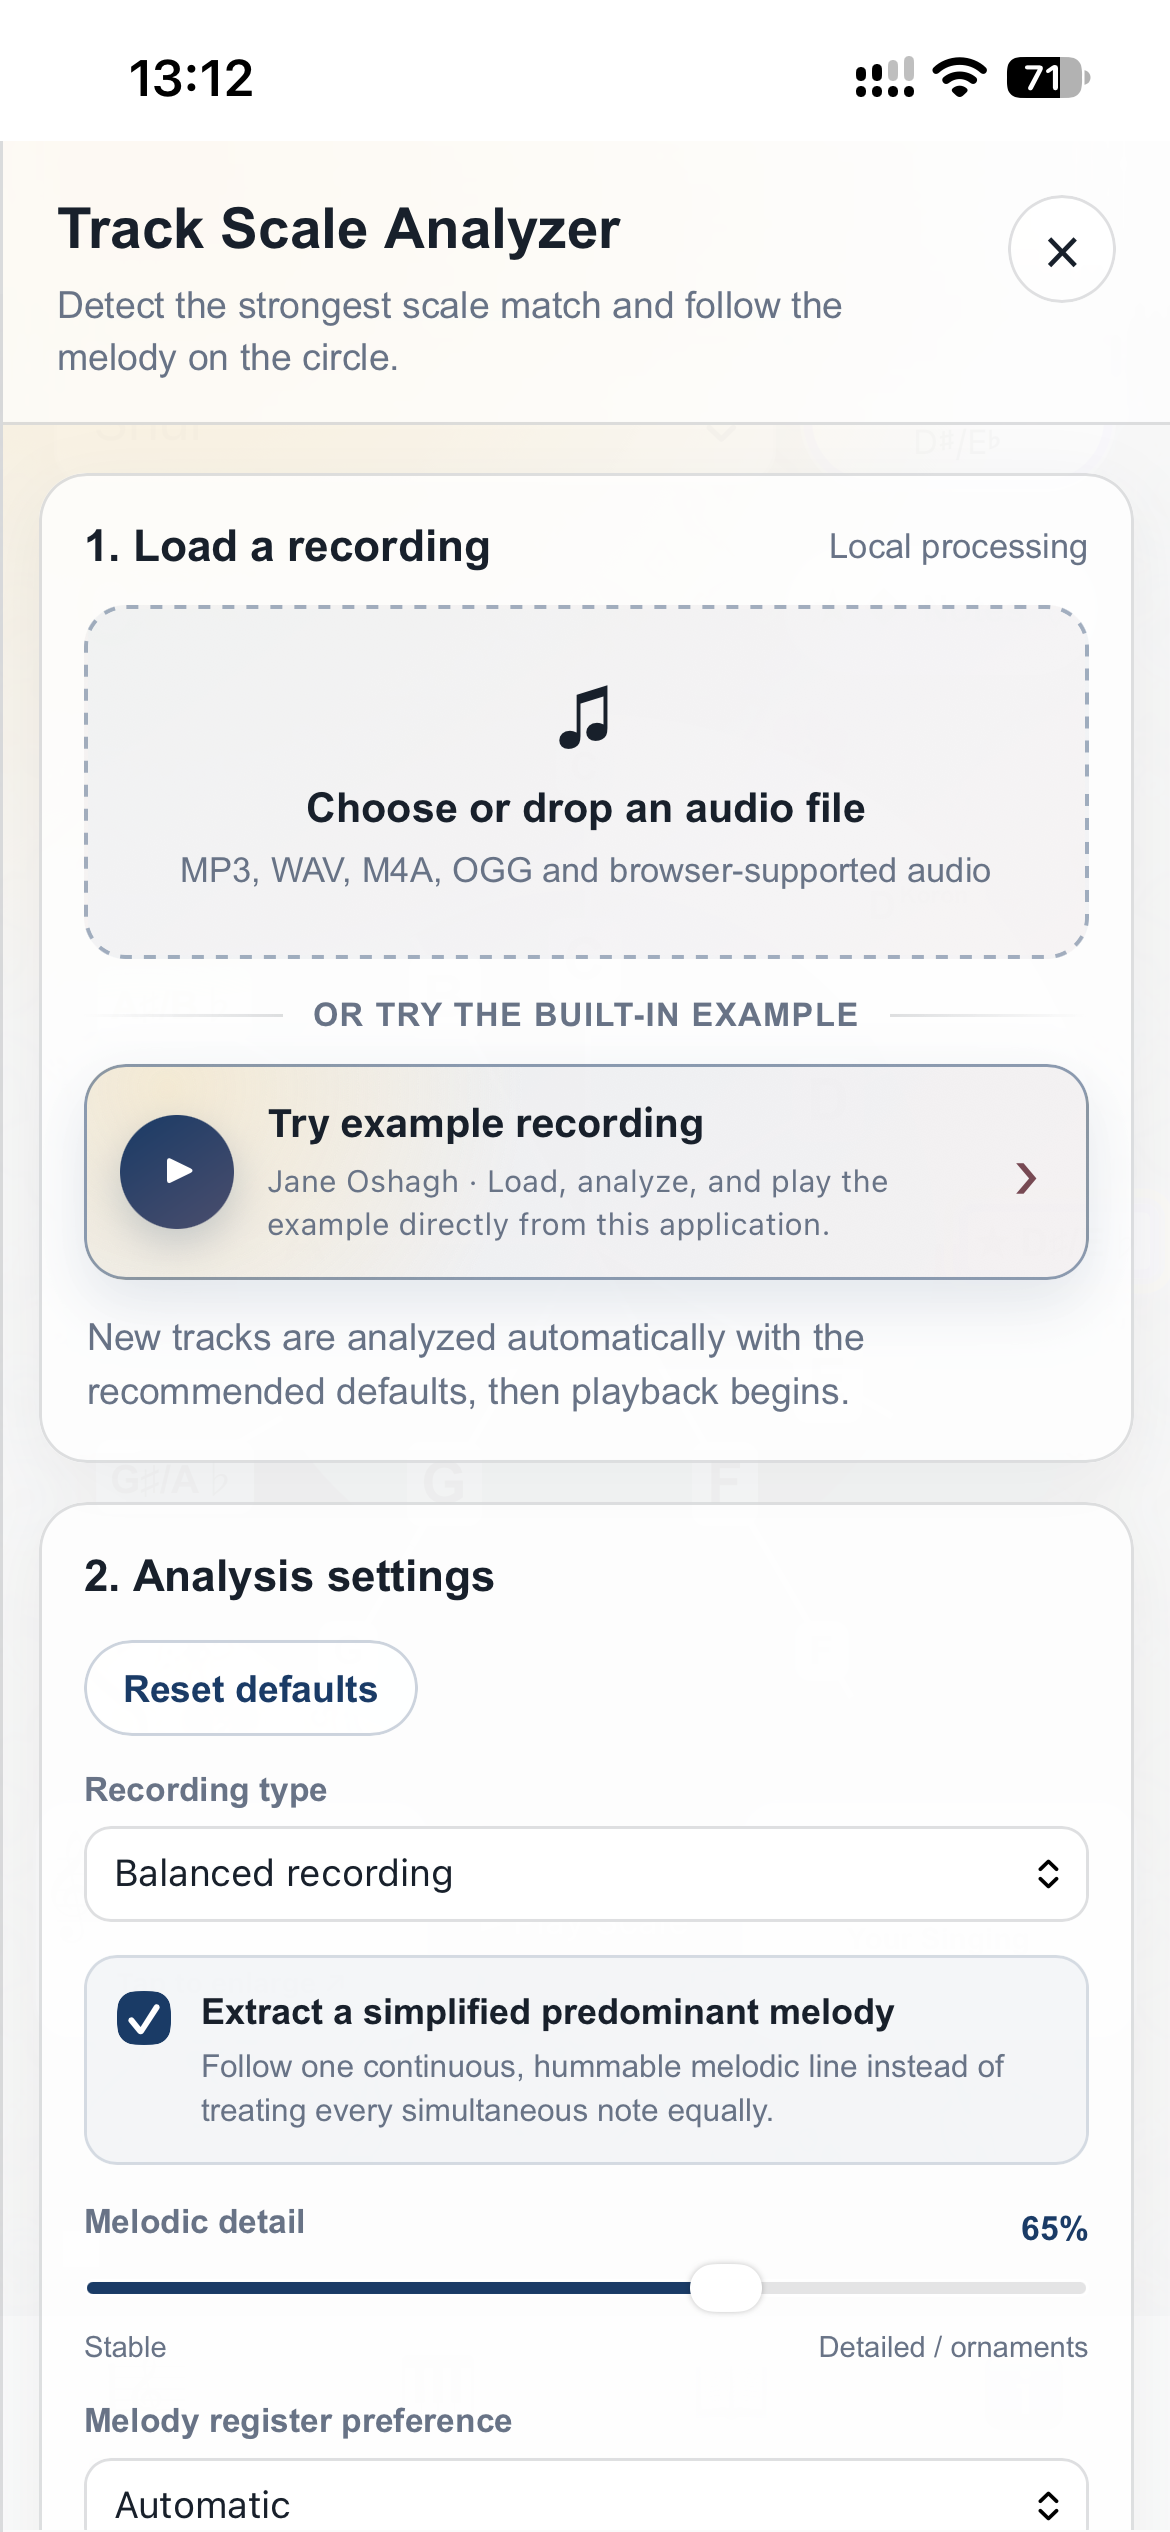 13:12
71
Track Scale Analyzer
Detect the strongest scale match and follow the
melody on the circle.
D♯/E♭
1. Load a recording
Local processing
Choose or drop an audio file
MP3, WAV, M4A, OGG and browser-supported audio
OR TRY THE BUILT-IN EXAMPLE
Try example recording
Jane Oshagh · Load, analyze, and play the
example directly from this application.
New tracks are analyzed automatically with the
recommended defaults, then playback begins.
G♯/A♭ G F
2. Analysis settings
Reset defaults
Recording type
Balanced recording
Extract a simplified predominant melody
Follow one continuous, hummable melodic line instead of
treating every simultaneous note equally.
Melodic detail
65%
Stable
Detailed / ornaments
Melody register preference
Automatic